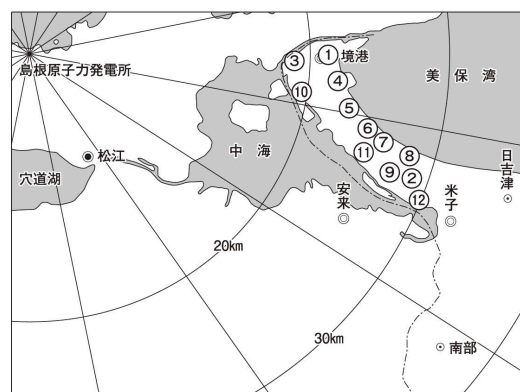 島根原子力発電所
①
境港
③
④
美保湾
⑩
⑤
⑥
⑦
中海
⑪
⑧
松江
⑨
②
日吉津
宍道湖
安来
⑫
米子
20km
30km
南部